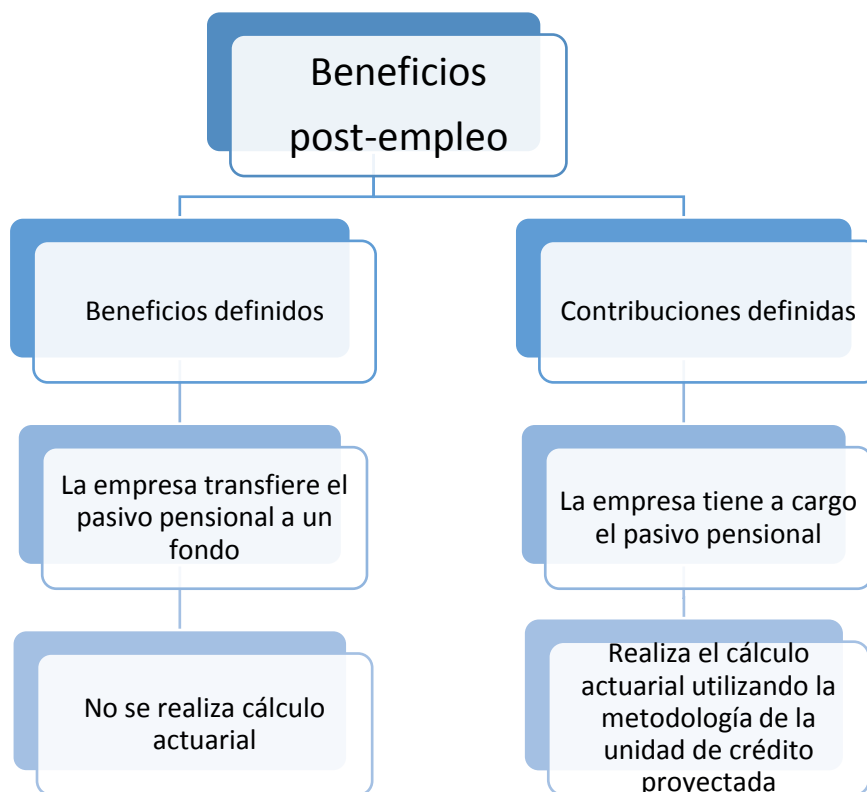 Beneficios
post-empleo
Beneficios definidos
Contribuciones definidas
La empresa transfiere el
pasivo pensional a un
fondo
La empresa tiene a cargo
el pasivo pensional
No se realiza cálculo
actuarial
Realiza el cálculo
actuarial utilizando la
metodología de la
unidad de crédito
proyectada